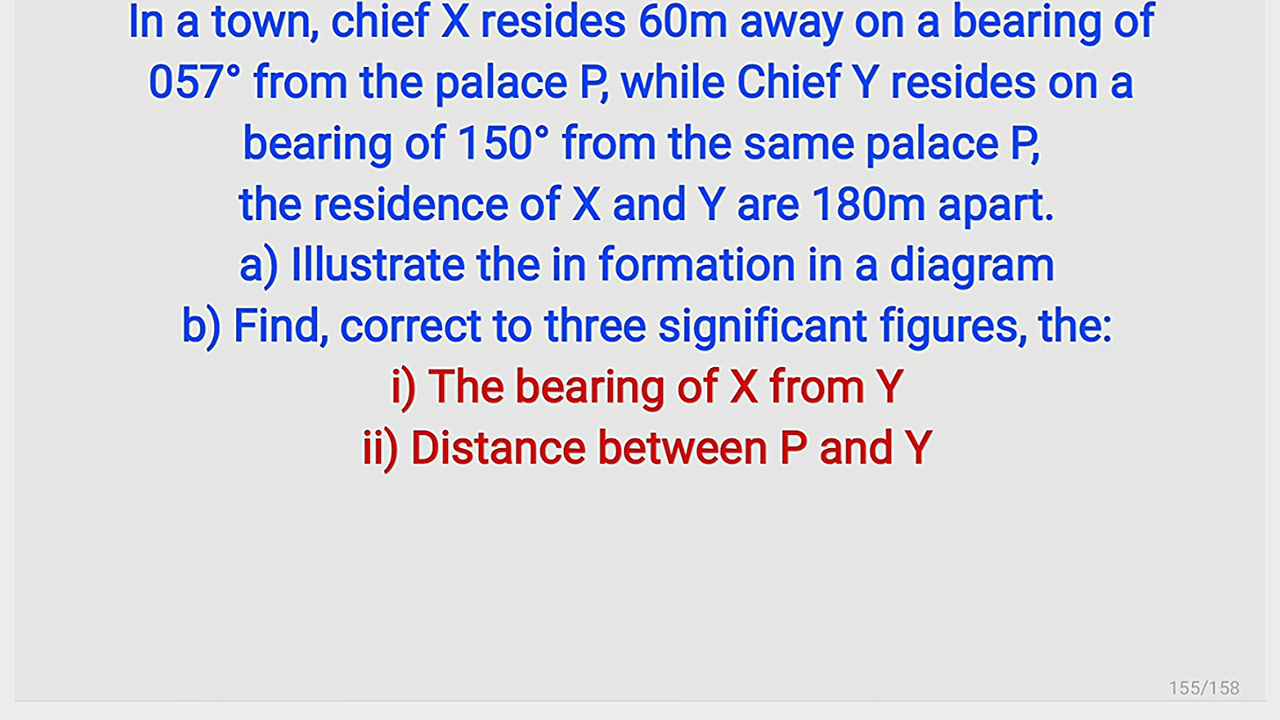 In a town, chief X resides 60m away on a bearing of
057° from the palace P, while Chief Y resides on a
bearing of 150° from the same palace P,
the residence of X and Y are 180m apart.
a) Illustrate the in formation in a diagram
b) Find, correct to three significant figures, the:
i) The bearing of X from Y
ii) Distance between P and Y
155/158